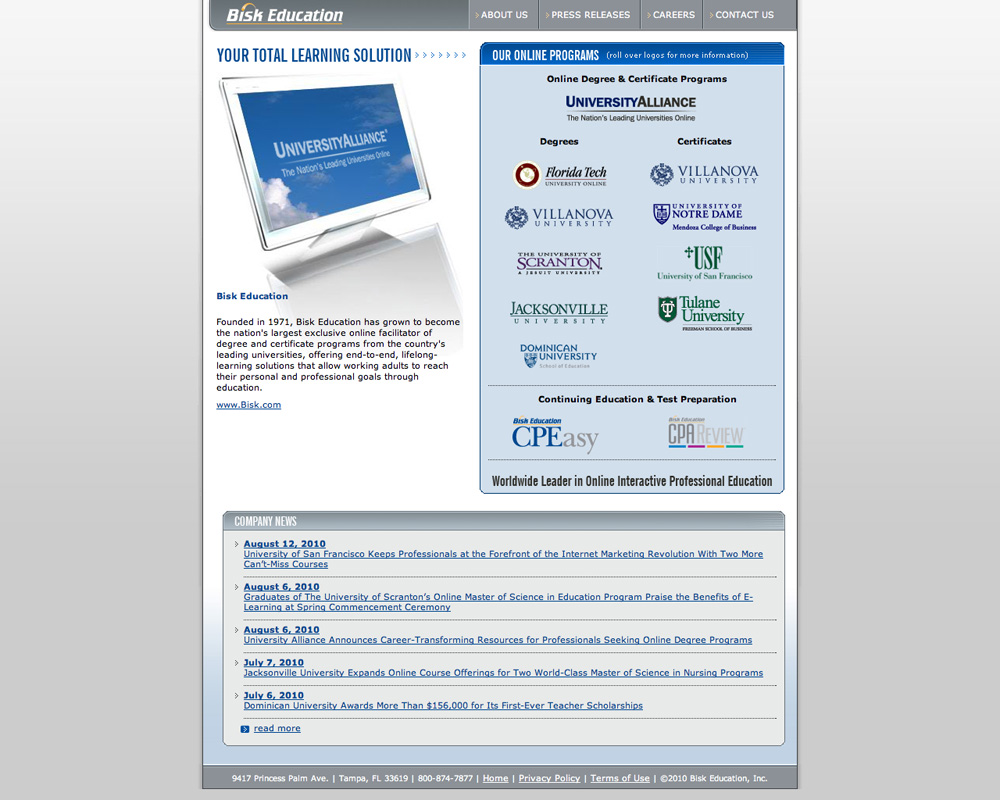 Bisk Education
ABOUT US
PRESS RELEASES
CAREERS
CONTACT US
YOUR TOTAL LEARNING SOLUTION
UNIVERSITYALLIANCE®
The Nation's Leading Universities Online
Bisk Education
Founded in 1971, Bisk Education has grown to become
the nation's largest exclusive online facilitator of
degree and certificate programs from the country's
leading universities, offering end-to-end, lifelong-
learning solutions that allow working adults to reach
their personal and professional goals through
education.
www.Bisk.com
OUR ONLINE PROGRAMS (roll over logos for more information)
Online Degree & Certificate Programs
UNIVERSITYALLIANCE
The Nation's Leading Universities Online
Degrees
Florida Tech
UNIVERSITY ONLINE
VILLANOVA
UNIVERSITY
THE UNIVERSITY OF
SCRANTON
A JESUIT UNIVERSITY
JACKSONVILLE
UNIVERSITY
DOMINICAN
UNIVERSITY
School of Education
Certificates
VILLANOVA
UNIVERSITY
UNIVERSITY OF
NOTRE DAME
Mendoza College of Business
USF
University of San Francisco
Tulane
University
FREEMAN SCHOOL OF BUSINESS
Continuing Education & Test Preparation
Bisk Education
CPEasy
Bisk Education
CPAREVIEW
Worldwide Leader in Online Interactive Professional Education
COMPANY NEWS
August 12, 2010
University of San Francisco Keeps Professionals at the Forefront of the Internet Marketing Revolution With Two More
Can't-Miss Courses
August 6, 2010
Graduates of The University of Scranton's Online Master of Science in Education Program Praise the Benefits of E-
Learning at Spring Commencement Ceremony
August 6, 2010
University Alliance Announces Career-Transforming Resources for Professionals Seeking Online Degree Programs
July 7, 2010
Jacksonville University Expands Online Course Offerings for Two World-Class Master of Science in Nursing Programs
July 6, 2010
Dominican University Awards More Than $156,000 for Its First-Ever Teacher Scholarships
read more
9417 Princess Palm Ave. | Tampa, FL 33619 | 800-874-7877 | Home | Privacy Policy | Terms of Use | ©2010 Bisk Education, Inc.